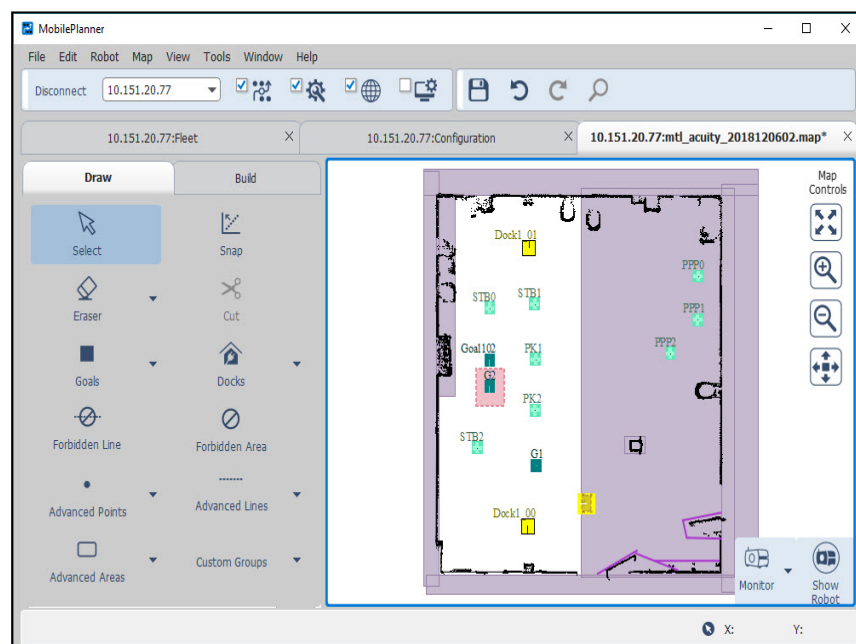 MobilePlanner
File Edit Robot Map View Tools Window Help
Disconnect 10.151.20.77
10.151.20.77:Fleet
10.151.20.77:Configuration
10.151.20.77:mtl_acuity_2018120602.map*
Draw
Build
Select
Snap
Eraser
Cut
Goals
Docks
Forbidden Line
Forbidden Area
Advanced Points
Advanced Lines
Advanced Areas
Custom Groups
Map
Controls
Dock1_01
PPP0
STB0
STB1
PPP1
Goal102
PK1
PPP2
G2
PK2
STB2
G1
Dock1_00
Monitor
Show
Robot
X:
Y: